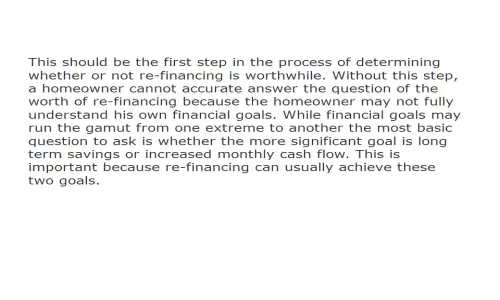 This should be the first step in the process of determining
whether or not re-financing is worthwhile. Without this step,
a homeowner cannot accurate answer the question of the
worth of re-financing because the homeowner may not fully
understand his own financial goals. While financial goals may
run the gamut from one extreme to another the most basic
question to ask is whether the more significant goal is long
term savings or increased monthly cash flow. This is
important because re-financing can usually achieve these
two goals.